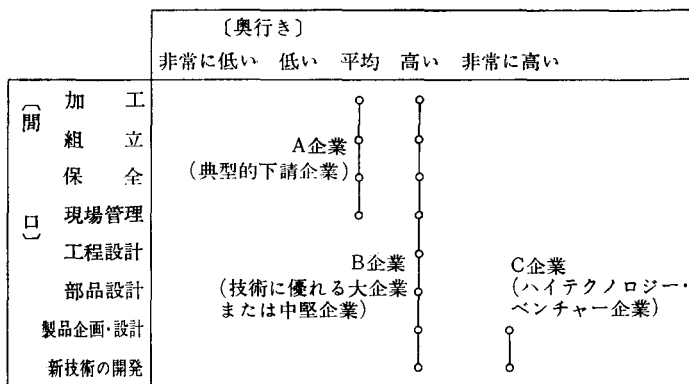 〔奥行き〕
非常に低い 低い 平均 高い 非常に高い
〔間口〕
加工
組立
保全
現場管理
工程設計
部品設計
製品企画・設計
新技術の開発
A企業
(典型的下請企業)
B企業
(技術に優れる大企業
または中堅企業)
C企業
(ハイテクノロジー・
ベンチャー企業)